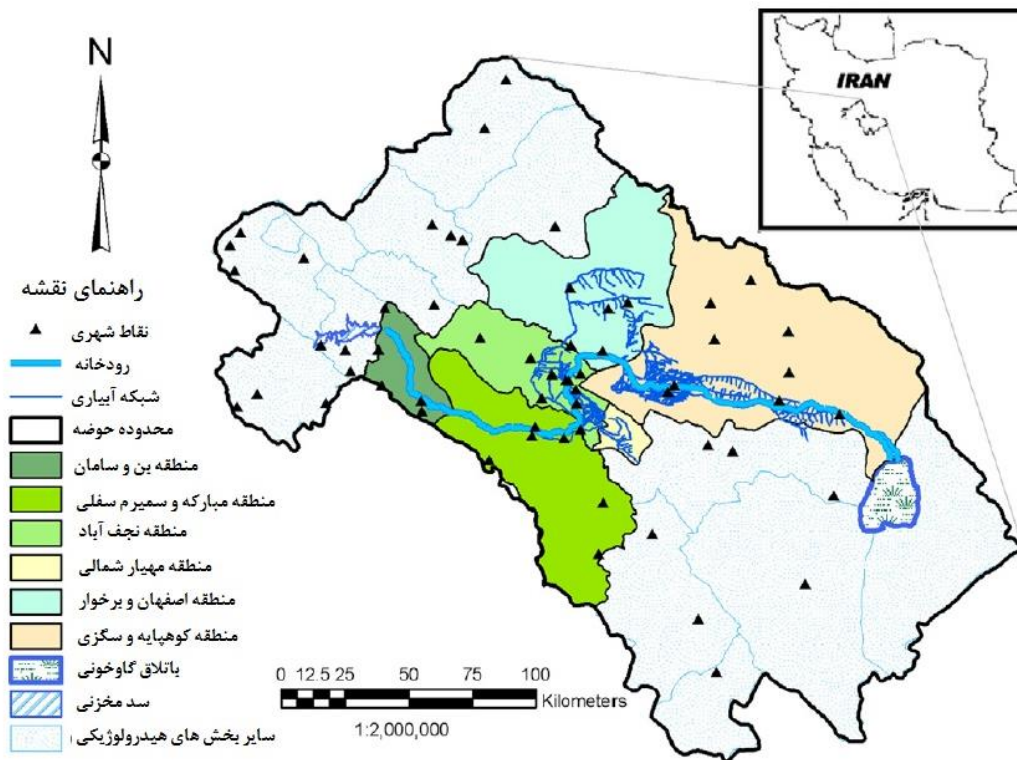 N
IRAN
راهنمای نقشه
نقاط شهری
رودخانه
شبکه آبیاری
محدوده حوضه
منطقه بن و سامان
منطقه مبارکه و سمیرم سفلی
منطقه نجف آباد
منطقه مهیار شمالی
منطقه اصفهان و برخوار
منطقه کوهپایه و سگزی
باتلاق گاوخونی
سد مخزنی
سایر بخش های هیدرولوژیکی
0 12.5 25 50 75 100
Kilometers
1:2,000,000